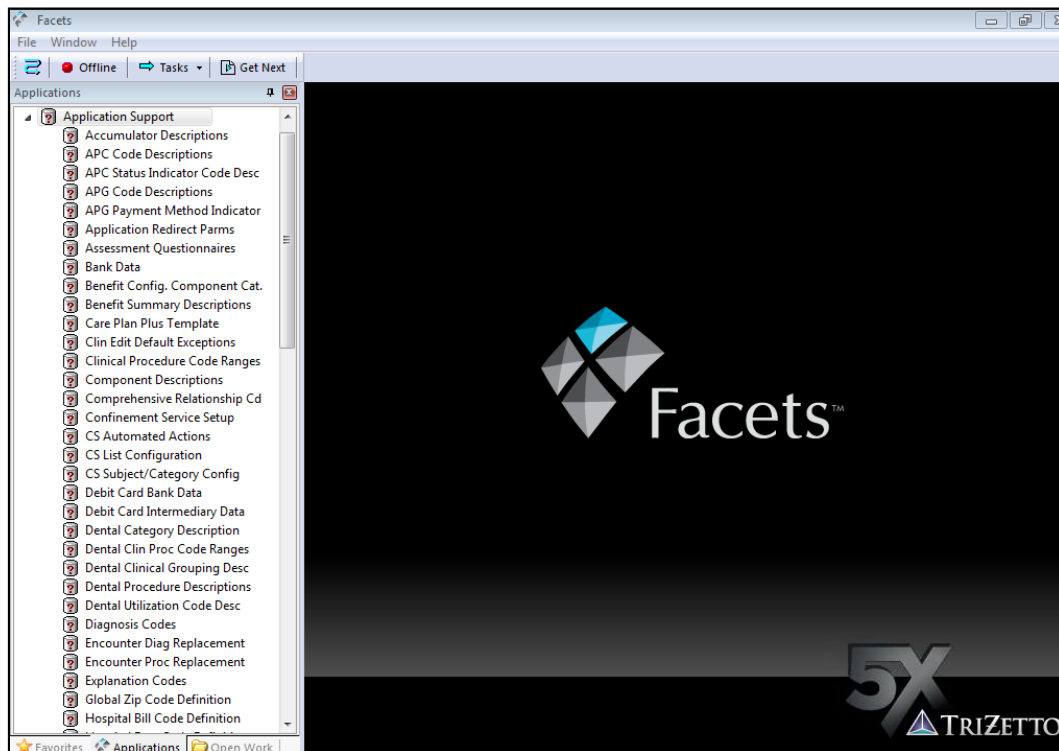 Facets
File Window Help
Offline Tasks Get Next
Applications
Application Support
Accumulator Descriptions
APC Code Descriptions
APC Status Indicator Code Desc
APG Code Descriptions
APG Payment Method Indicator
Application Redirect Parms
Assessment Questionnaires
Bank Data
Benefit Config. Component Cat.
Benefit Summary Descriptions
Care Plan Plus Template
Clin Edit Default Exceptions
Clinical Procedure Code Ranges
Component Descriptions
Comprehensive Relationship Cd
Confinement Service Setup
CS Automated Actions
CS List Configuration
CS Subject/Category Config
Debit Card Bank Data
Debit Card Intermediary Data
Dental Category Description
Dental Clin Proc Code Ranges
Dental Clinical Grouping Desc
Dental Procedure Descriptions
Dental Utilization Code Desc
Diagnosis Codes
Encounter Diag Replacement
Encounter Proc Replacement
Explanation Codes
Global Zip Code Definition
Hospital Bill Code Definition
Favorites Applications Open Work
Facets™
5X
TRIZETTO